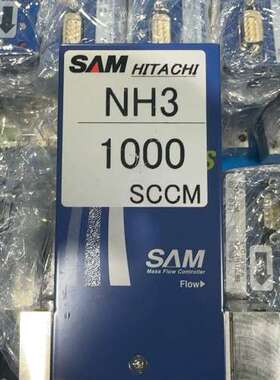 SAM HITACHI
NH3
1000
SCCM
SAM
Mass Flow Controller
Flow▷